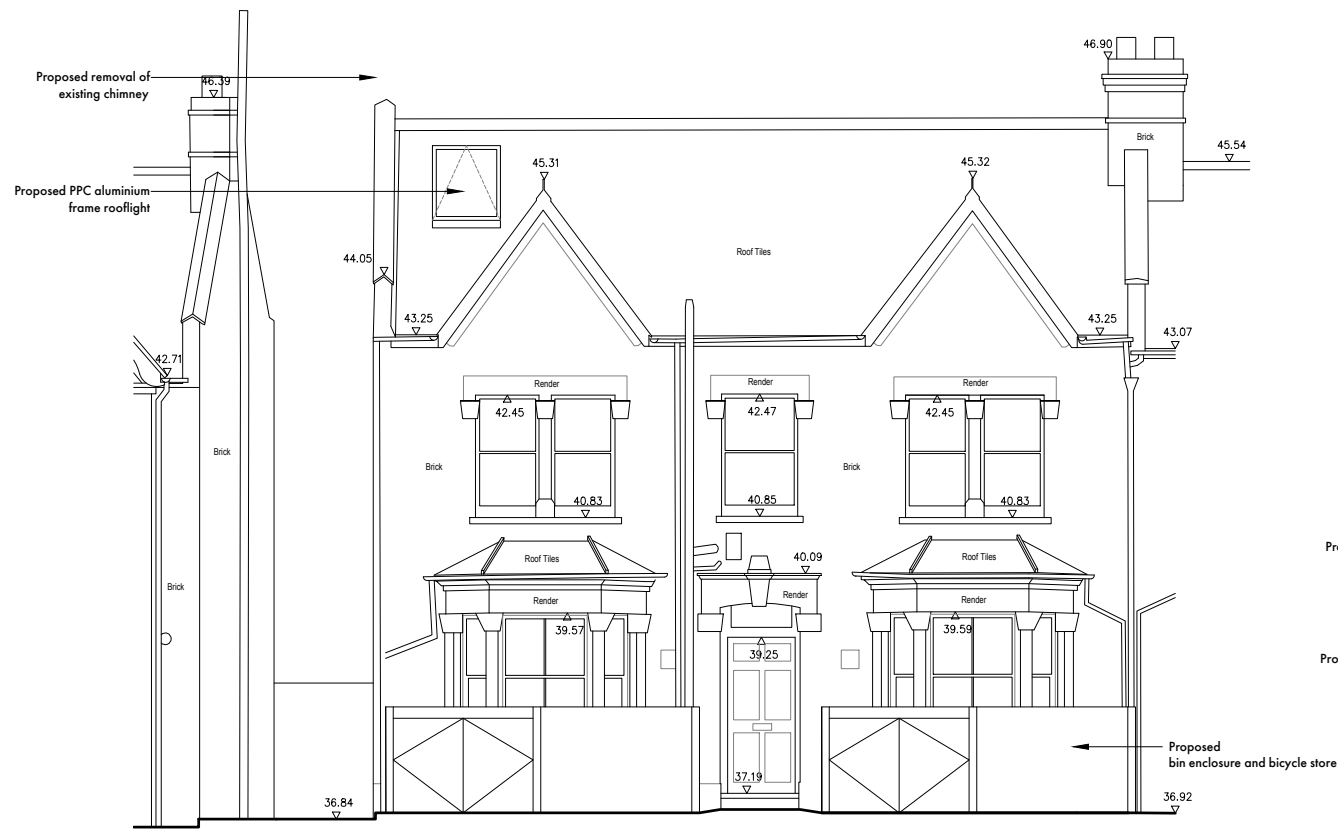 46.90
Proposed removal of
existing chimney
46.39
Brick
45.54
45.31
45.32
Proposed PPC aluminium
frame rooflight
Roof Tiles
44.05
43.25
43.25
43.07
42.71
Render
Render
Render
42.45
42.47
42.45
Brick
Brick
Brick
40.83
40.85
40.83
Roof Tiles
40.09
Roof Tiles
Brick
Render
Render
Render
39.57
39.59
39.25
Proposed
bin enclosure and bicycle store
37.19
36.84
36.92